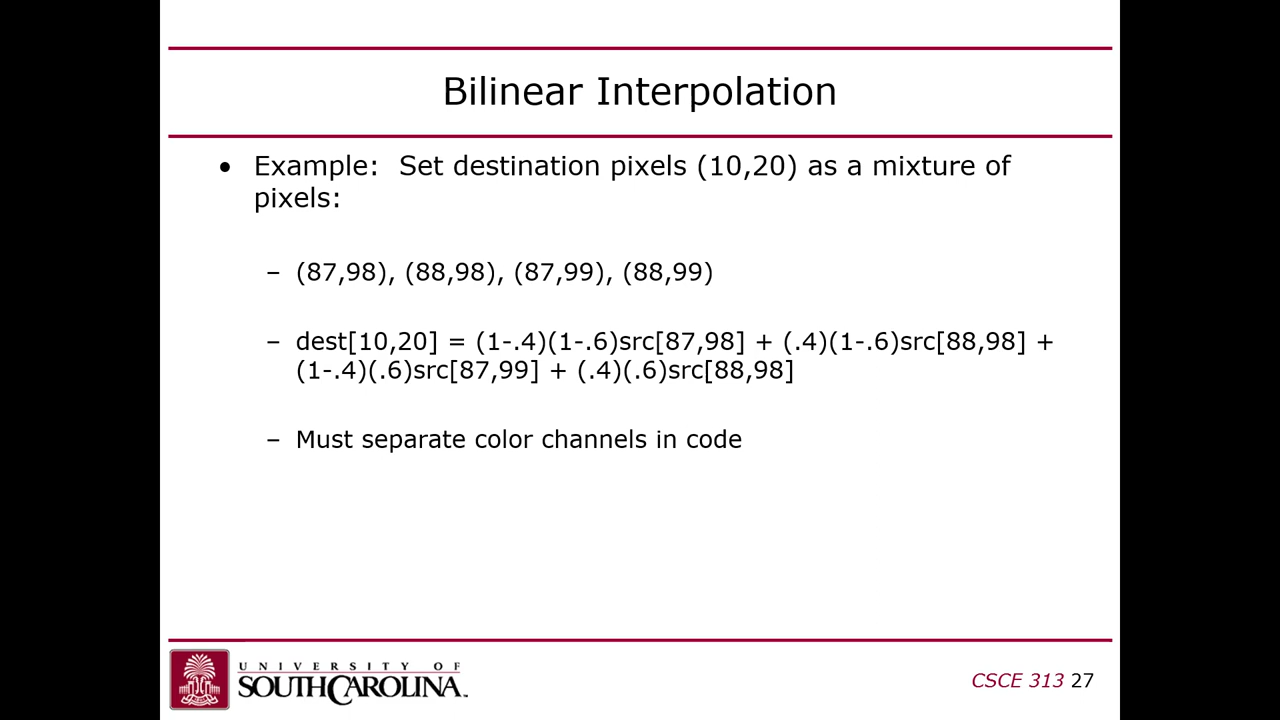 Bilinear Interpolation
• Example: Set destination pixels (10,20) as a mixture of
pixels:
– (87,98), (88,98), (87,99), (88,99)
– dest[10,20] = (1-.4)(1-.6)src[87,98] + (.4)(1-.6)src[88,98] +
(1-.4)(.6)src[87,99] + (.4)(.6)src[88,98]
– Must separate color channels in code
UNIVERSITY OF
SOUTH CAROLINA™
CSCE 313 27